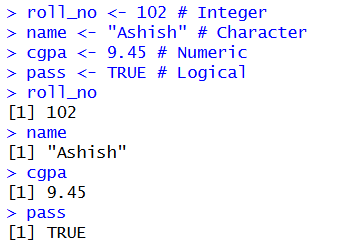 > roll_no <- 102 # Integer
> name <- "Ashish" # Character
> cgpa <- 9.45 # Numeric
> pass <- TRUE # Logical
> roll_no
[1] 102
> name
[1] "Ashish"
> cgpa
[1] 9.45
> pass
[1] TRUE